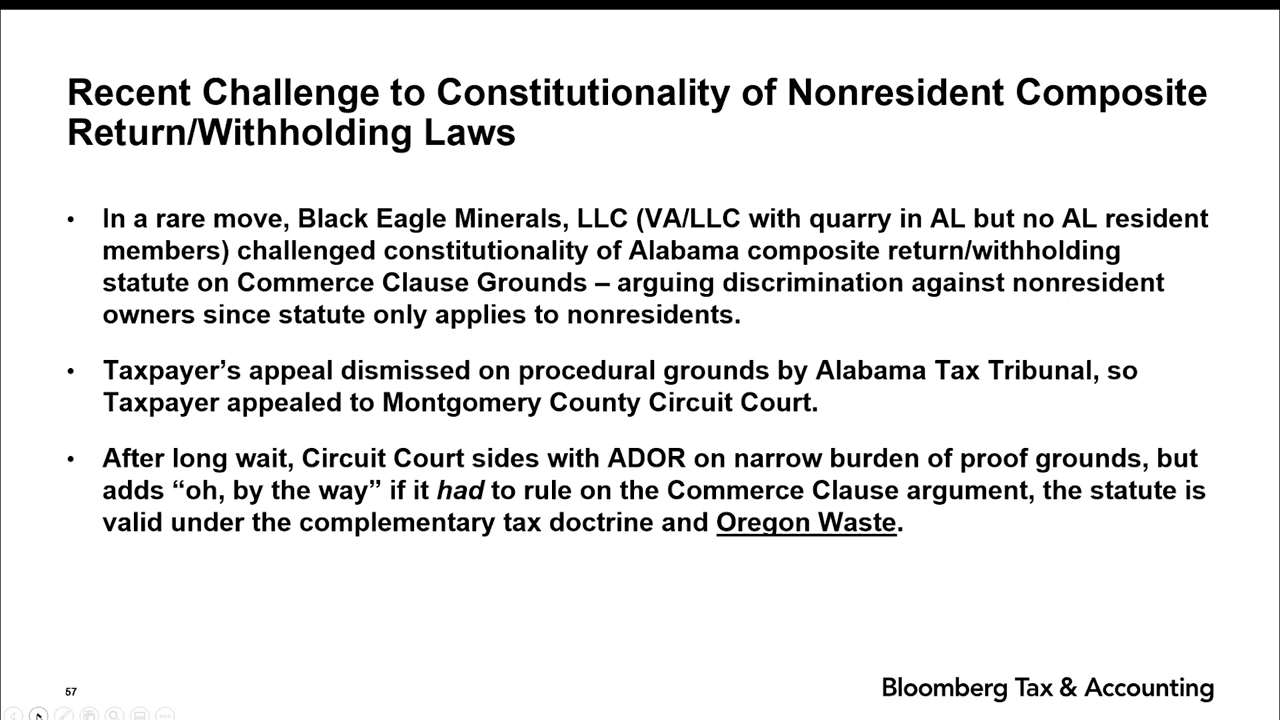 Recent Challenge to Constitutionality of Nonresident Composite
Return/Withholding Laws
• In a rare move, Black Eagle Minerals, LLC (VA/LLC with quarry in AL but no AL resident
members) challenged constitutionality of Alabama composite return/withholding
statute on Commerce Clause Grounds – arguing discrimination against nonresident
owners since statute only applies to nonresidents.
• Taxpayer’s appeal dismissed on procedural grounds by Alabama Tax Tribunal, so
Taxpayer appealed to Montgomery County Circuit Court.
• After long wait, Circuit Court sides with ADOR on narrow burden of proof grounds, but
adds “oh, by the way” if it had to rule on the Commerce Clause argument, the statute is
valid under the complementary tax doctrine and Oregon Waste.
57
Bloomberg Tax & Accounting